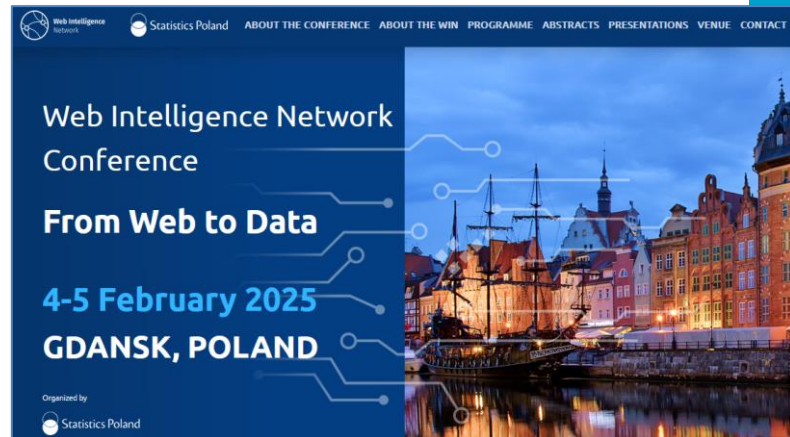 Web Intelligence
Network
Statistics Poland
ABOUT THE CONFERENCE ABOUT THE WIN PROGRAMME ABSTRACTS PRESENTATIONS VENUE CONTACT
Web Intelligence Network
Conference
From Web to Data
4-5 February 2025
GDANSK, POLAND
Organized by
Statistics Poland